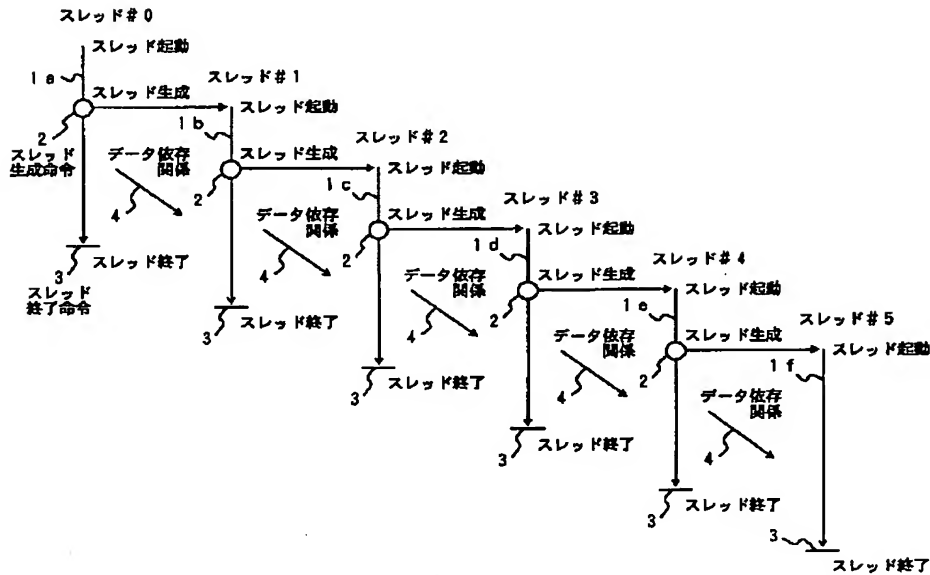 スレッド#0
スレッド起動
1a
スレッド生成
2
スレッド
生成命令
データ依存
関係
4
スレッド終了
3
スレッド
終了命令
スレッド#1
スレッド起動
1b
スレッド生成
2
データ依存
関係
4
スレッド終了
3
スレッド#2
スレッド起動
1c
スレッド生成
2
データ依存
関係
4
スレッド終了
3
スレッド#3
スレッド起動
1d
スレッド生成
2
データ依存
関係
4
スレッド終了
3
スレッド#4
スレッド起動
1e
スレッド生成
2
データ依存
関係
4
スレッド終了
3
スレッド#5
スレッド起動
1f
3
スレッド終了